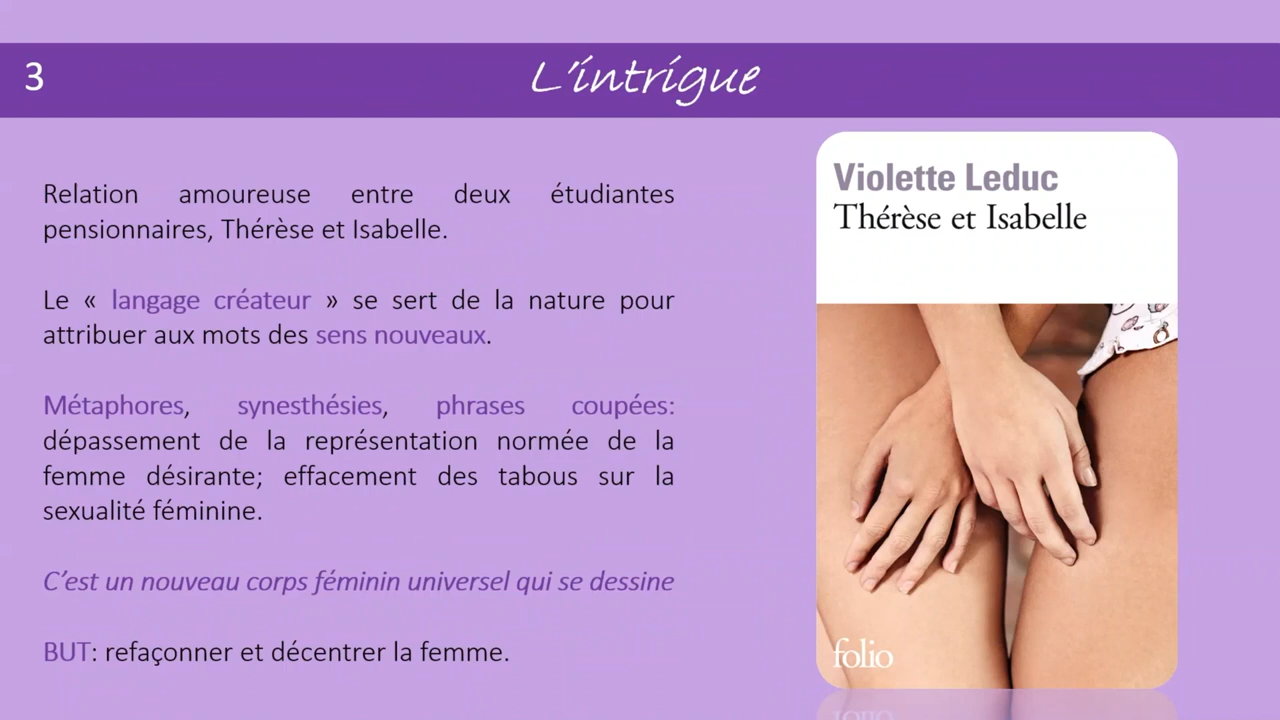 3
L'intrigue
Relation amoureuse entre deux étudiantes
pensionnaires, Thérèse et Isabelle.
Le « langage créateur » se sert de la nature pour
attribuer aux mots des sens nouveaux.
Métaphores, synesthésies, phrases coupées:
dépassement de la représentation normée de la
femme désirante; effacement des tabous sur la
sexualité féminine.
C’est un nouveau corps féminin universel qui se dessine
BUT: refaçonner et décentrer la femme.
Violette Leduc
Thérèse et Isabelle
folio